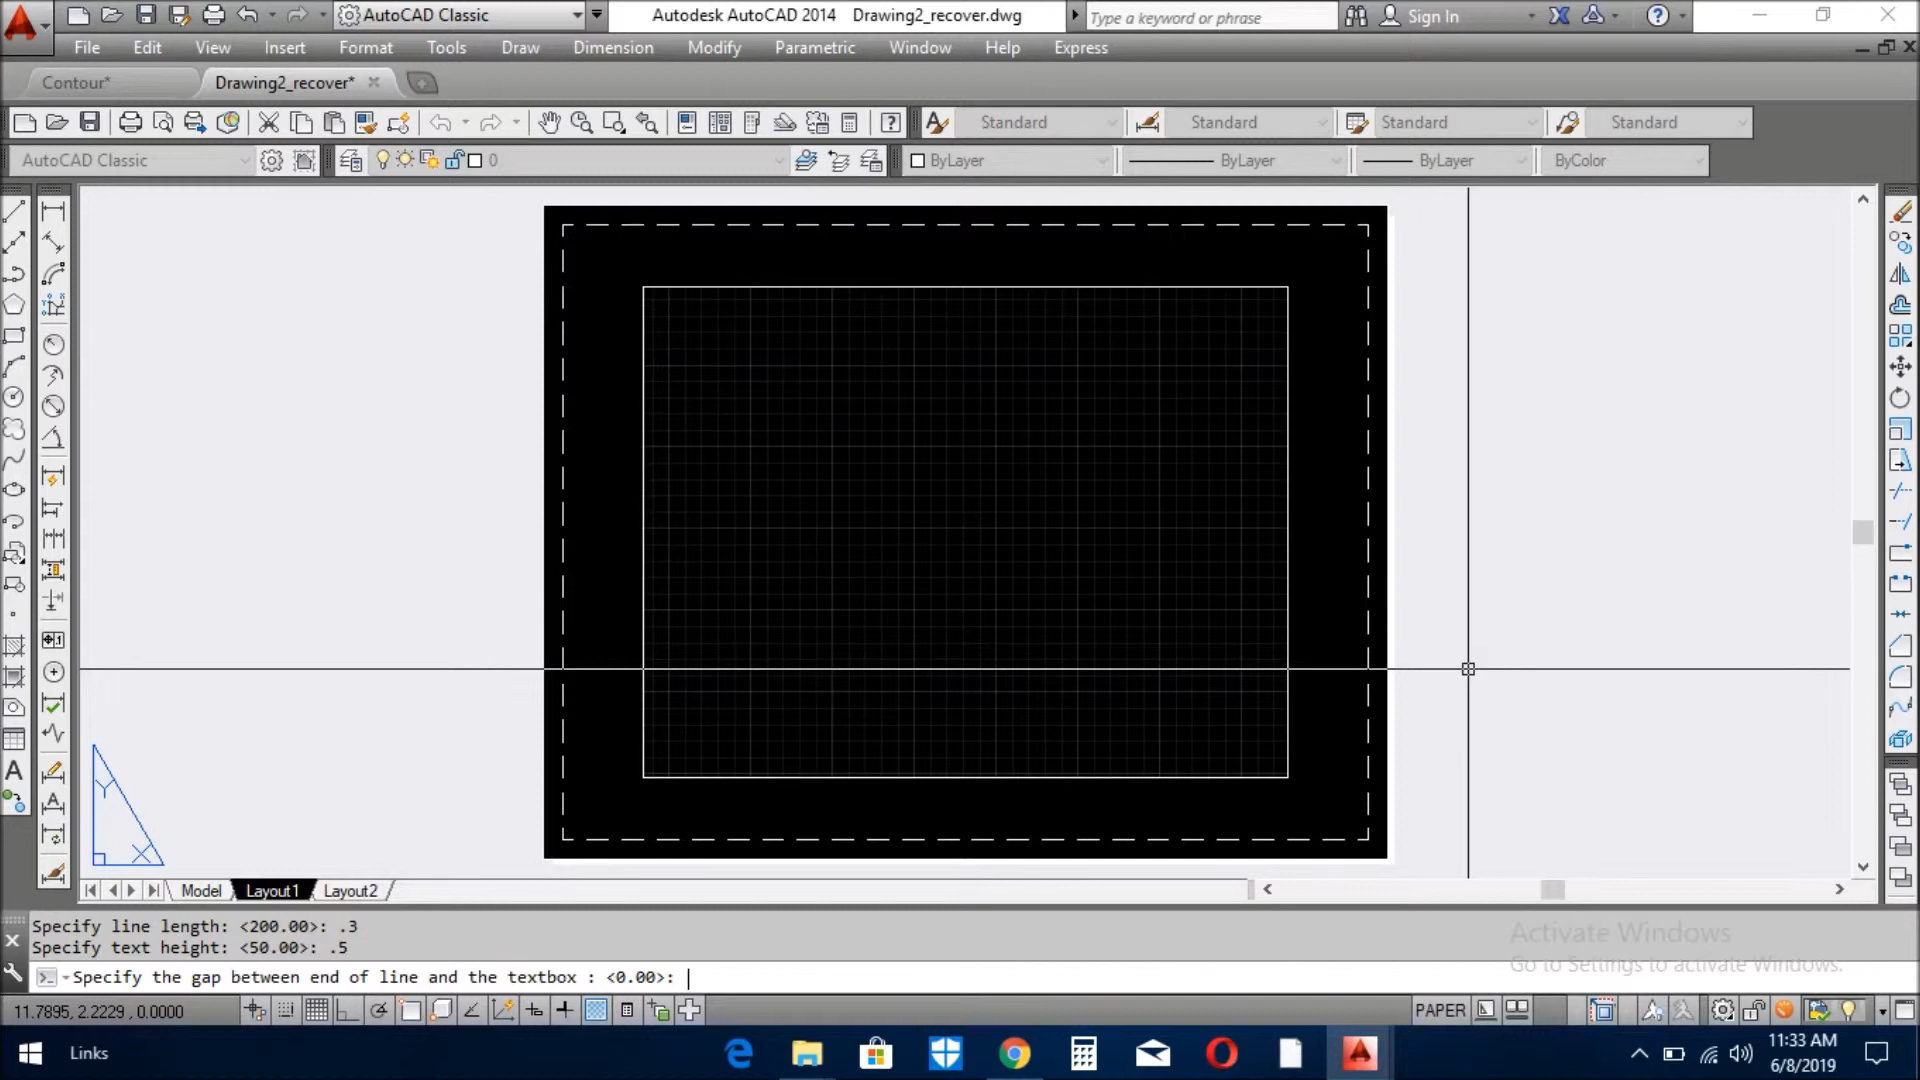 AutoCAD Classic
Autodesk AutoCAD 2014 Drawing2_recover.dwg
Type a keyword or phrase
Sign In
File Edit View Insert Format Tools Draw Dimension Modify Parametric Window Help Express
Contour*
Drawing2_recover*
Standard Standard Standard Standard
AutoCAD Classic
0
ByLayer ByLayer ByLayer ByColor
Y
X
A
Model Layout1 Layout2
Specify line length: <200.00>: .3
Specify text height: <50.00>: .5
Specify the gap between end of line and the textbox : <0.00>:
Activate Windows
Go to Settings to activate Windows.
11.7895, 2.2229 , 0.0000
PAPER
Links
11:33 AM
6/8/2019